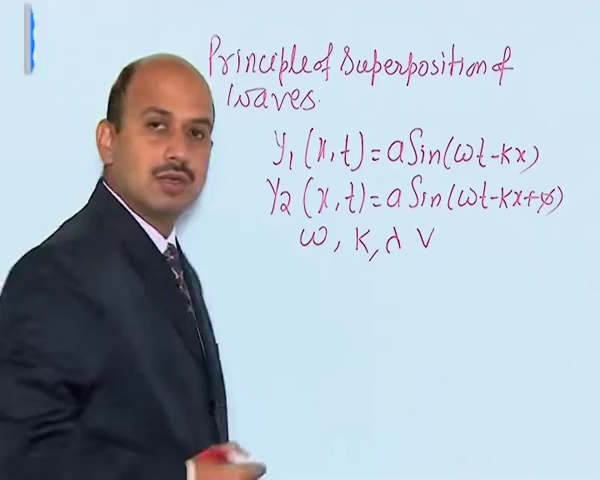 Principle of Superposition of
Waves.
y₁ (x, t) = a Sin(ωt - kx)
y₂ (x, t) = a Sin(ωt - kx + φ)
ω, k, λ v